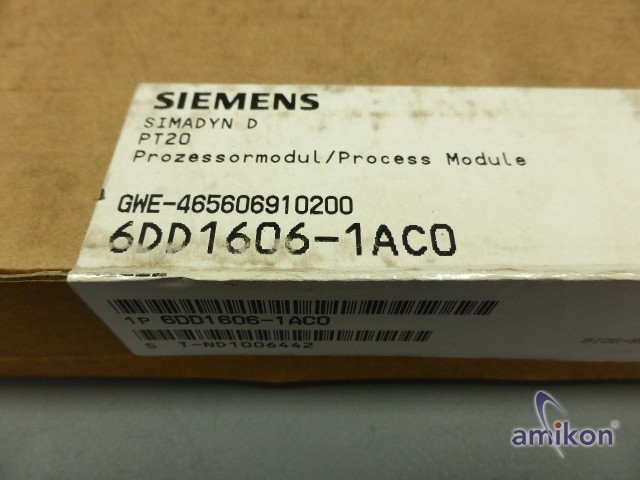 SIEMENS
SIMADYN D
PT20
Prozessormodul/Process Module
GWE-465606910200
6DD1606-1AC0
1P 6DD1606-1AC0
S T-ND1006442
amikon